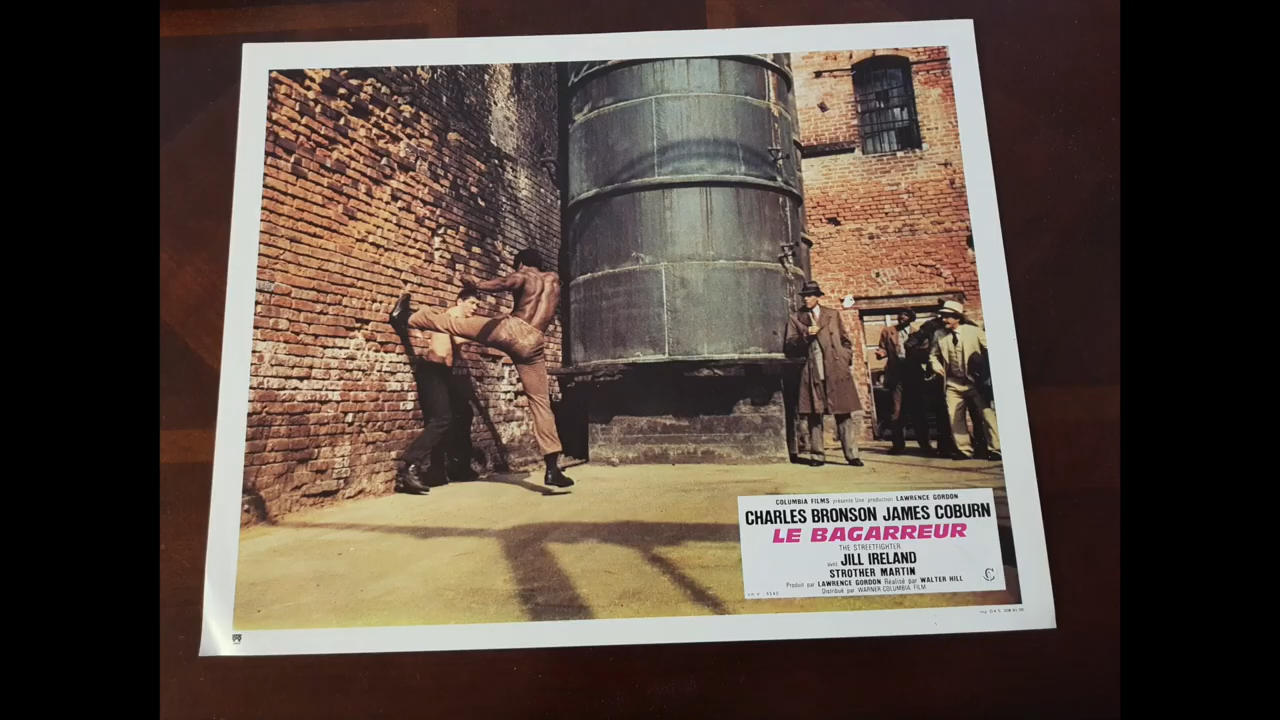 COLUMBIA FILMS présente Une production LAWRENCE GORDON
CHARLES BRONSON JAMES COBURN
LE BAGARREUR
THE STREETFIGHTER
avec JILL IRELAND
STROTHER MARTIN
Produit par LAWRENCE GORDON Réalisé par WALTER HILL
Distribué par WARNER COLUMBIA FILM